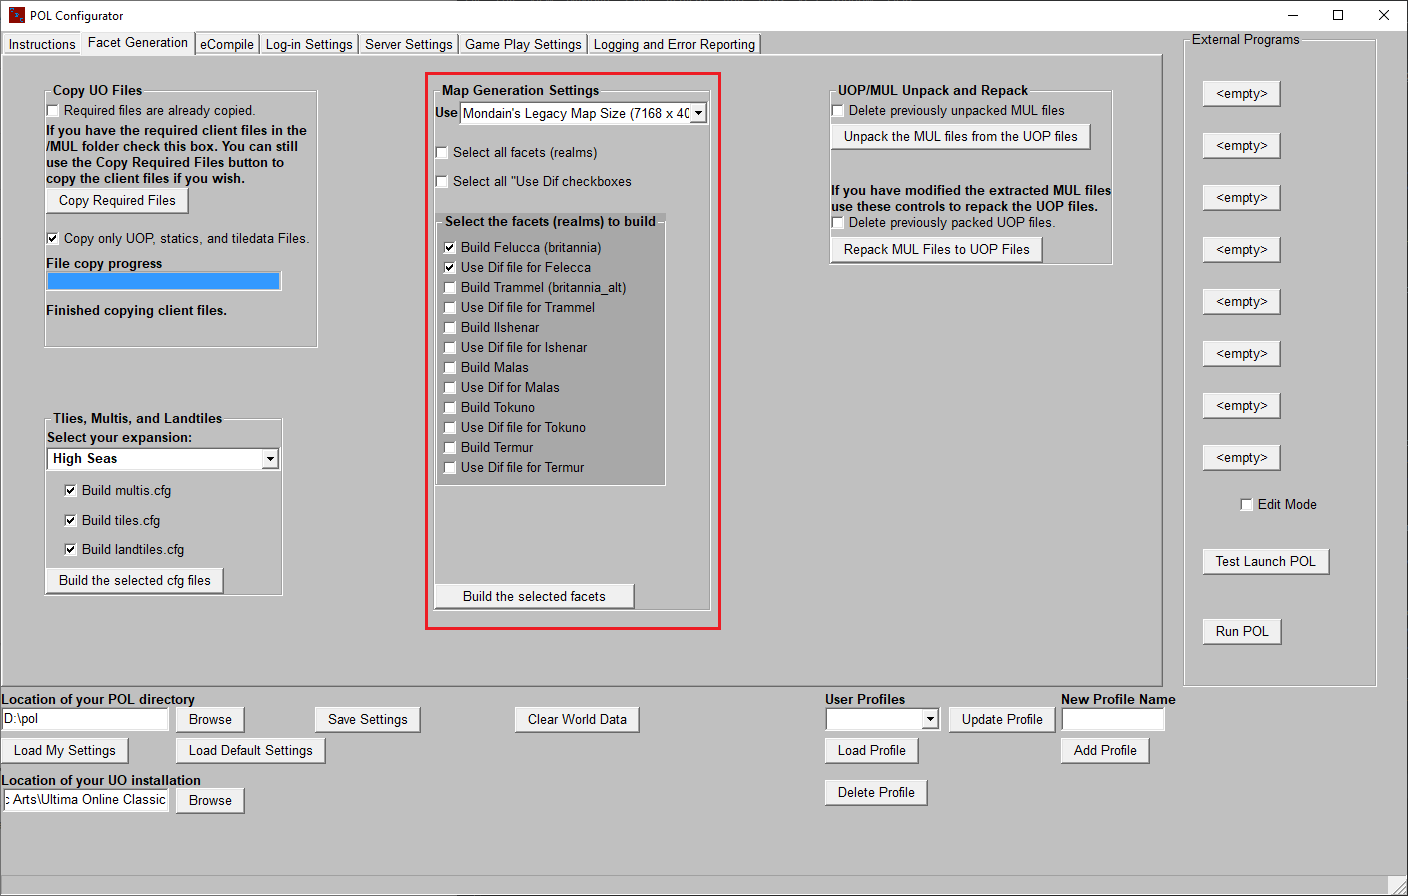 POL Configurator
Instructions
Facet Generation
eCompile
Log-in Settings
Server Settings
Game Play Settings
Logging and Error Reporting
Copy UO Files
Required files are already copied.
If you have the required client files in the
/MUL folder check this box. You can still
use the Copy Required Files button to
copy the client files if you wish.
Copy Required Files
Copy only UOP, statics, and tiledata Files.
File copy progress
Finished copying client files.
Tlies, Multis, and Landtiles
Select your expansion:
High Seas
Build multis.cfg
Build tiles.cfg
Build landtiles.cfg
Build the selected cfg files
Map Generation Settings
Use Mondain's Legacy Map Size (7168 x 40
Select all facets (realms)
Select all "Use Dif checkboxes
Select the facets (realms) to build
Build Felucca (britannia)
Use Dif file for Felecca
Build Trammel (britannia_alt)
Use Dif file for Trammel
Build Ilshenar
Use Dif file for Ishenar
Build Malas
Use Dif for Malas
Build Tokuno
Use Dif file for Tokuno
Build Termur
Use Dif file for Termur
Build the selected facets
UOP/MUL Unpack and Repack
Delete previously unpacked MUL files
Unpack the MUL files from the UOP files
If you have modified the extracted MUL files
use these controls to repack the UOP files.
Delete previously packed UOP files.
Repack MUL Files to UOP Files
External Programs
<empty>
<empty>
<empty>
<empty>
<empty>
<empty>
<empty>
<empty>
Edit Mode
Test Launch POL
Run POL
Location of your POL directory
D:\pol
Browse
Save Settings
Clear World Data
Load My Settings
Load Default Settings
Location of your UO installation
c Arts\Ultima Online Classic
Browse
User Profiles
Update Profile
Load Profile
Delete Profile
New Profile Name
Add Profile